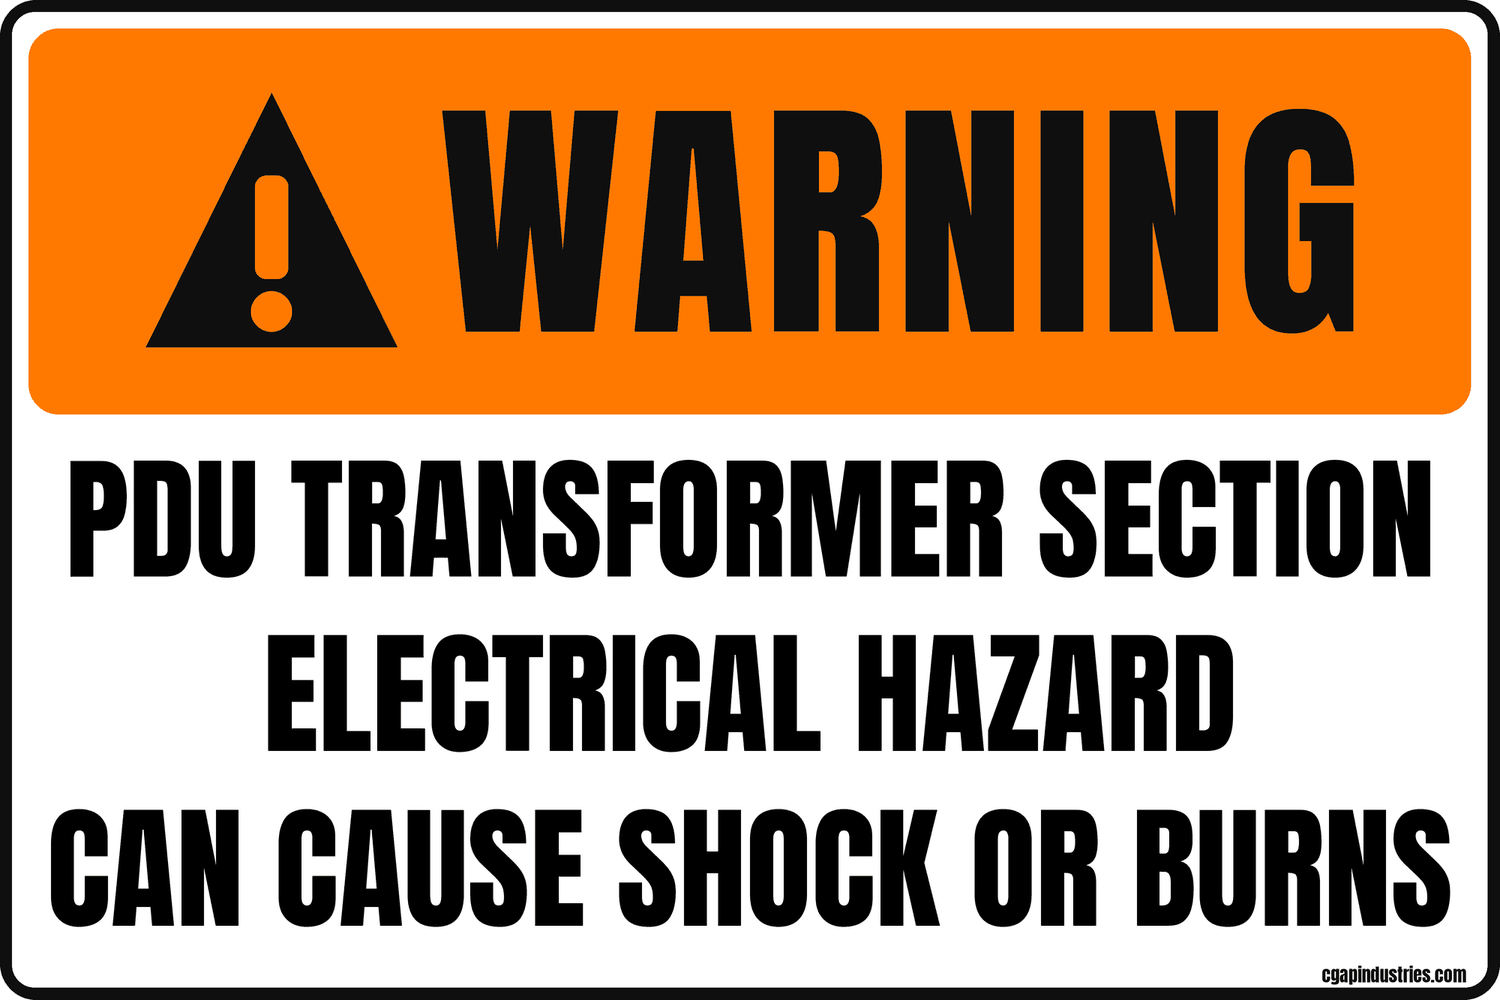 WARNING
PDU TRANSFORMER SECTION
ELECTRICAL HAZARD
CAN CAUSE SHOCK OR BURNS
cgapindustries.com